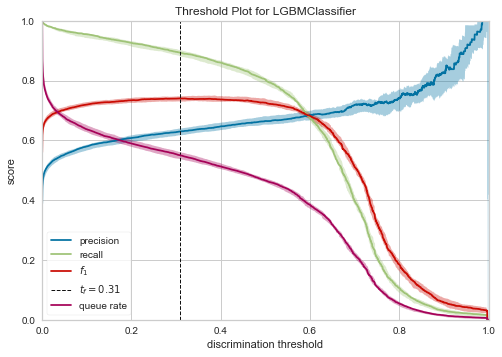 Threshold Plot for LGBMClassifier
score
1.0
0.8
0.6
0.4
0.2
0.0
precision
recall
f1
tr = 0.31
queue rate
0.0 0.2 0.4 0.6 0.8 1.0
discrimination threshold